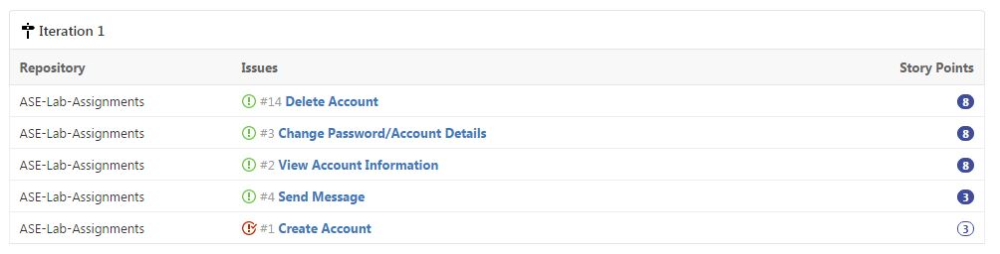 Iteration 1
Repository Issues Story Points
ASE-Lab-Assignments #14 Delete Account 8
ASE-Lab-Assignments #3 Change Password/Account Details 8
ASE-Lab-Assignments #2 View Account Information 8
ASE-Lab-Assignments #4 Send Message 3
ASE-Lab-Assignments #1 Create Account 3